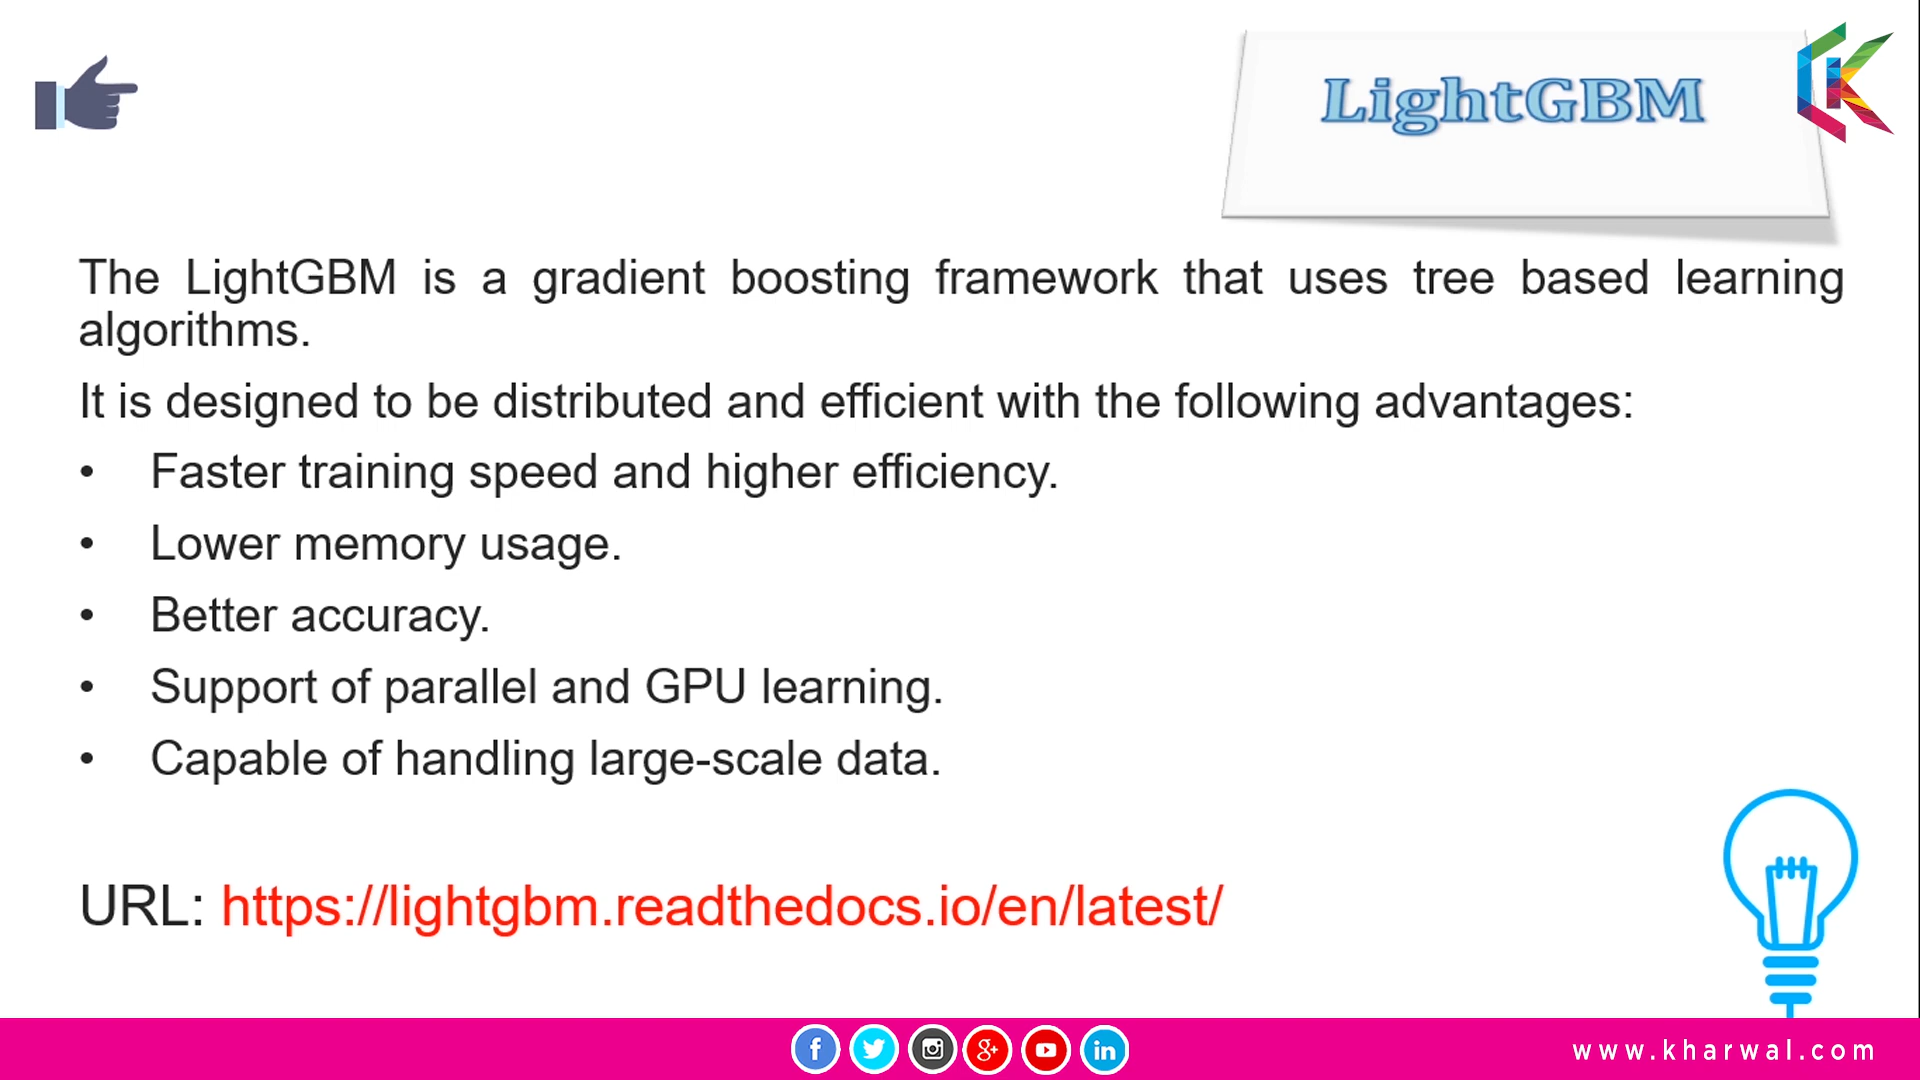 LightGBM
The LightGBM is a gradient boosting framework that uses tree based learning
algorithms.
It is designed to be distributed and efficient with the following advantages:
• Faster training speed and higher efficiency.
• Lower memory usage.
• Better accuracy.
• Support of parallel and GPU learning.
• Capable of handling large-scale data.
URL: https://lightgbm.readthedocs.io/en/latest/
www.kharwal.com